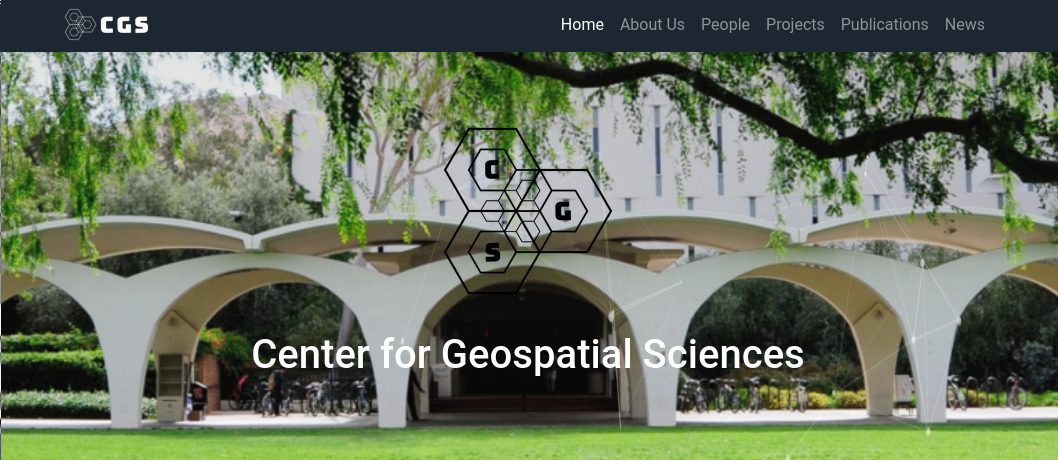 CGS
Home About Us People Projects Publications News
C
G
S
Center for Geospatial Sciences